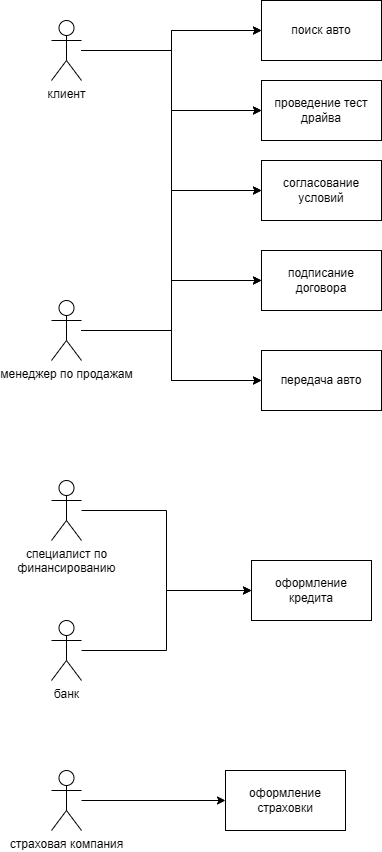 поиск авто
клиент
проведение тест
драйва
согласование
условий
подписание
договора
менеджер по продажам
передача авто
специалист по
финансированию
оформление
кредита
банк
оформление
страховки
страховая компания